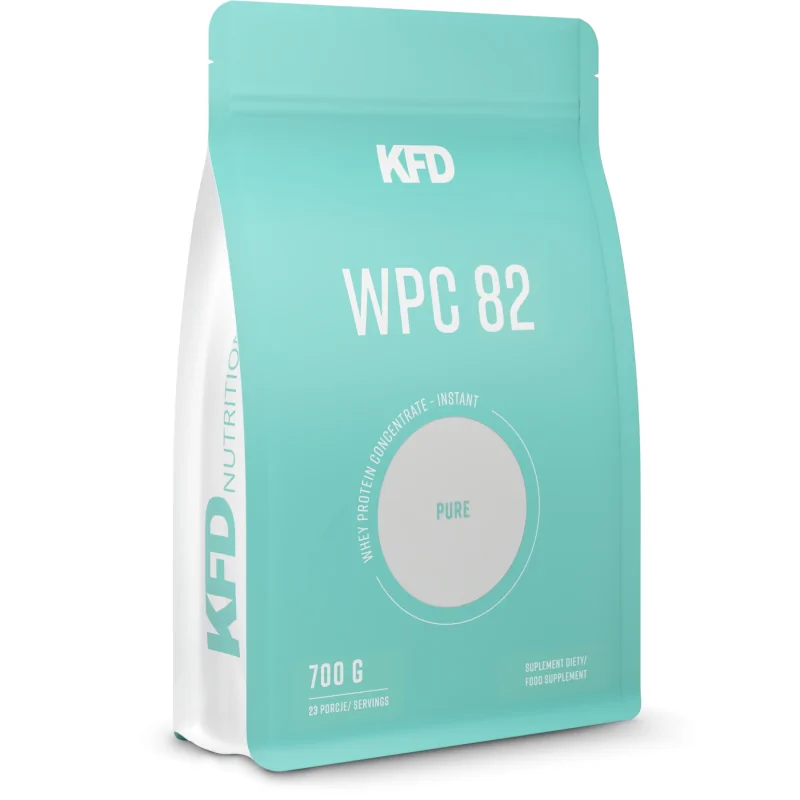 KFD
WPC 82
WHEY PROTEIN CONCENTRATE - INSTANT
PURE
700 G
23 PORCJE/ SERVINGS
SUPLEMENT DIETY/
FOOD SUPPLEMENT
KFD
NUTRITION